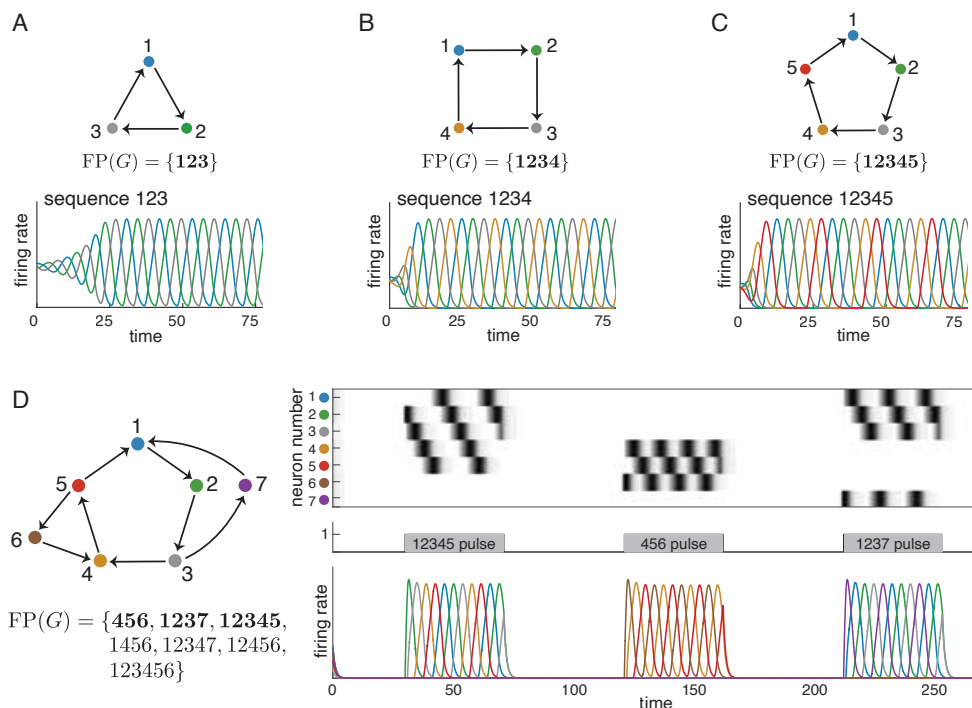 A
1
3
2
FP(G) = {123}
sequence 123
firing rate
0 25 50 75
time
B
1
2
4
3
FP(G) = {1234}
sequence 1234
firing rate
0 25 50 75
time
C
1
5
2
4
3
FP(G) = {12345}
sequence 12345
firing rate
0 25 50 75
time
D
1
5
2
7
6
4
3
FP(G) = {456, 1237, 12345,
1456, 12347, 12456,
123456}
neuron number
1
2
3
4
5
6
7
1
12345 pulse
456 pulse
1237 pulse
firing rate
0 50 100 150 200 250
time